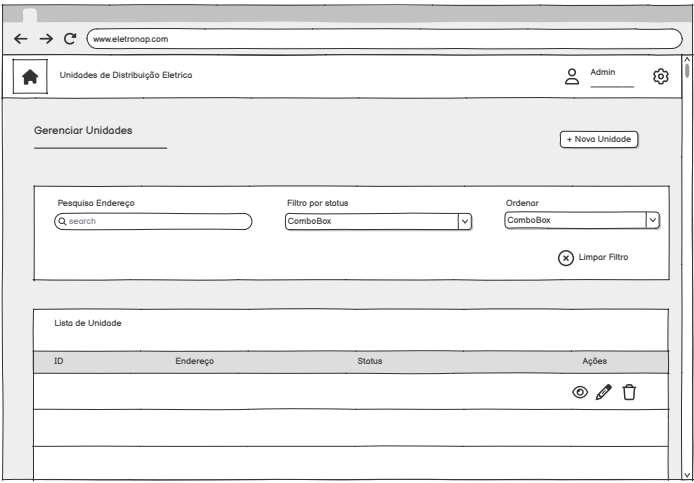 www.eletronap.com
Unidades de Distribuição Eletrica
Admin
Gerenciar Unidades
+ Nova Unidade
Pesquisa Endereço
Filtro por status
Ordenar
search
ComboBox
ComboBox
Limpar Filtro
Lista de Unidade
ID Endereço Status Ações